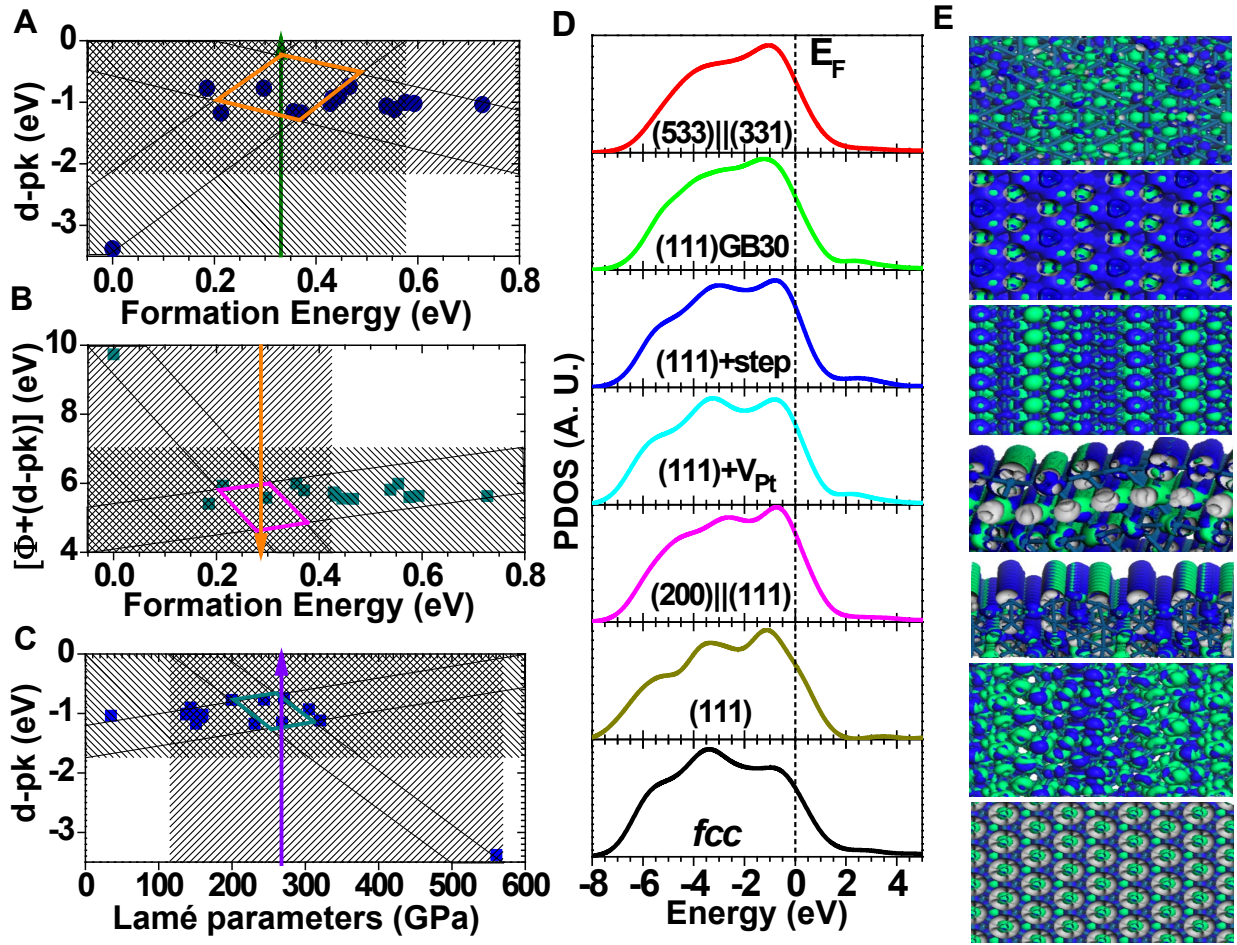 A
0
-1
-2
-3
d-pk (eV)
0.0 0.2 0.4 0.6 0.8
Formation Energy (eV)
B
10
8
6
4
[Φ+(d-pk)] (eV)
0.0 0.2 0.4 0.6 0.8
Formation Energy (eV)
C
0
-1
-2
-3
d-pk (eV)
0 100 200 300 400 500 600
Lamé parameters (GPa)
D
E_F
(533)||(331)
(111)GB30
(111)+step
(111)+V_Pt
(200)||(111)
(111)
fcc
PDOS (A. U.)
-8 -6 -4 -2 0 2 4
Energy (eV)
E